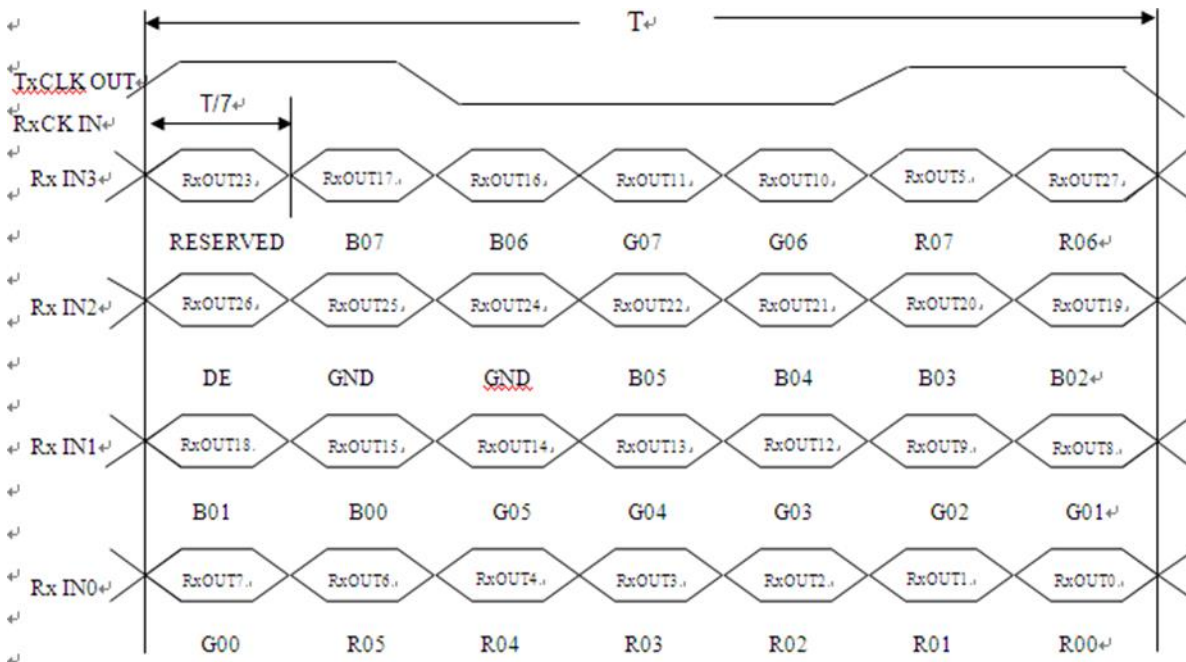 T
TxCLK OUT
T/7
RxCK IN
Rx IN3 RxOUT23 RxOUT17 RxOUT16 RxOUT11 RxOUT10 RxOUT5 RxOUT27
RESERVED B07 B06 G07 G06 R07 R06
Rx IN2 RxOUT26 RxOUT25 RxOUT24 RxOUT22 RxOUT21 RxOUT20 RxOUT19
DE GND GND B05 B04 B03 B02
Rx IN1 RxOUT18 RxOUT15 RxOUT14 RxOUT13 RxOUT12 RxOUT9 RxOUT8
B01 B00 G05 G04 G03 G02 G01
Rx IN0 RxOUT7 RxOUT6 RxOUT4 RxOUT3 RxOUT2 RxOUT1 RxOUT0
G00 R05 R04 R03 R02 R01 R00